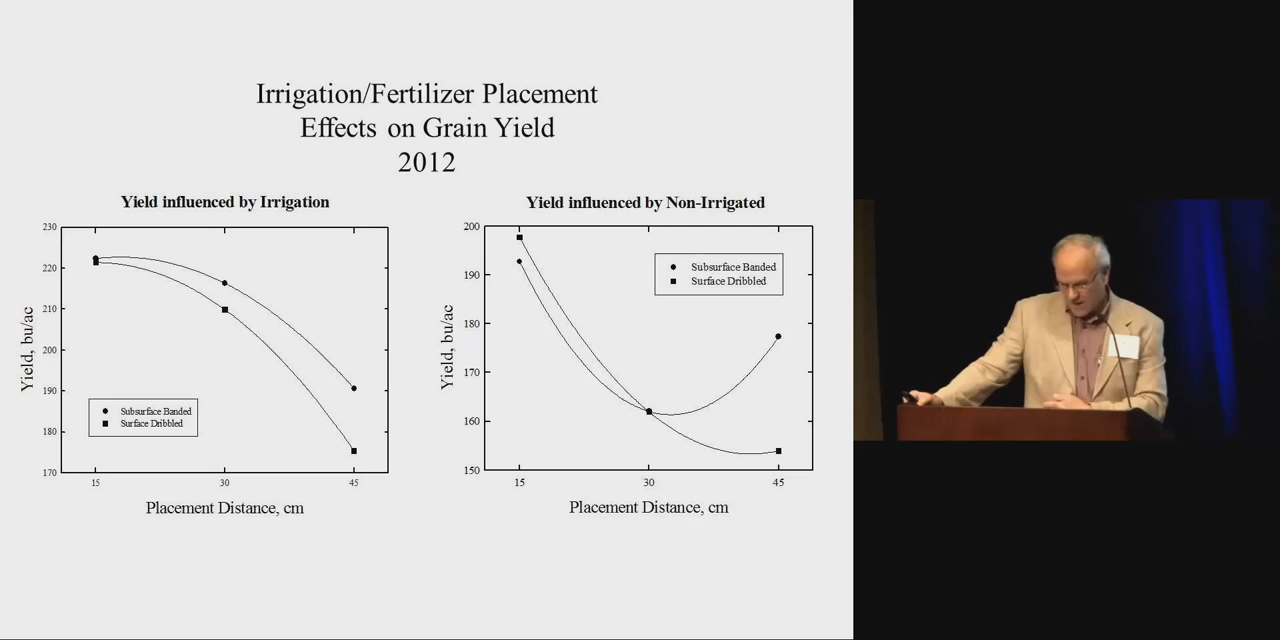 Irrigation/Fertilizer Placement
Effects on Grain Yield
2012
Yield influenced by Irrigation
230
220
210
200
190
180
170
Yield, bu/ac
Subsurface Banded
Surface Dribbled
15 30 45
Placement Distance, cm
Yield influenced by Non-Irrigated
200
190
180
170
160
150
Yield, bu/ac
Subsurface Banded
Surface Dribbled
15 30 45
Placement Distance, cm